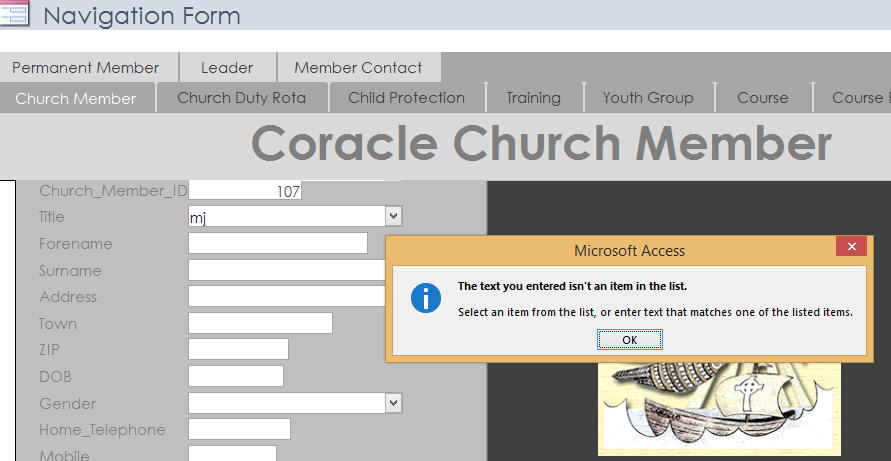 Navigation Form
Permanent Member Leader Member Contact
Church Member Church Duty Rota Child Protection Training Youth Group Course Course
Coracle Church Member
Church_Member_ID 107
Title mj
Forename
Surname
Address
Town
ZIP
DOB
Gender
Home_Telephone
Mobile
Microsoft Access
The text you entered isn't an item in the list.
Select an item from the list, or enter text that matches one of the listed items.
OK